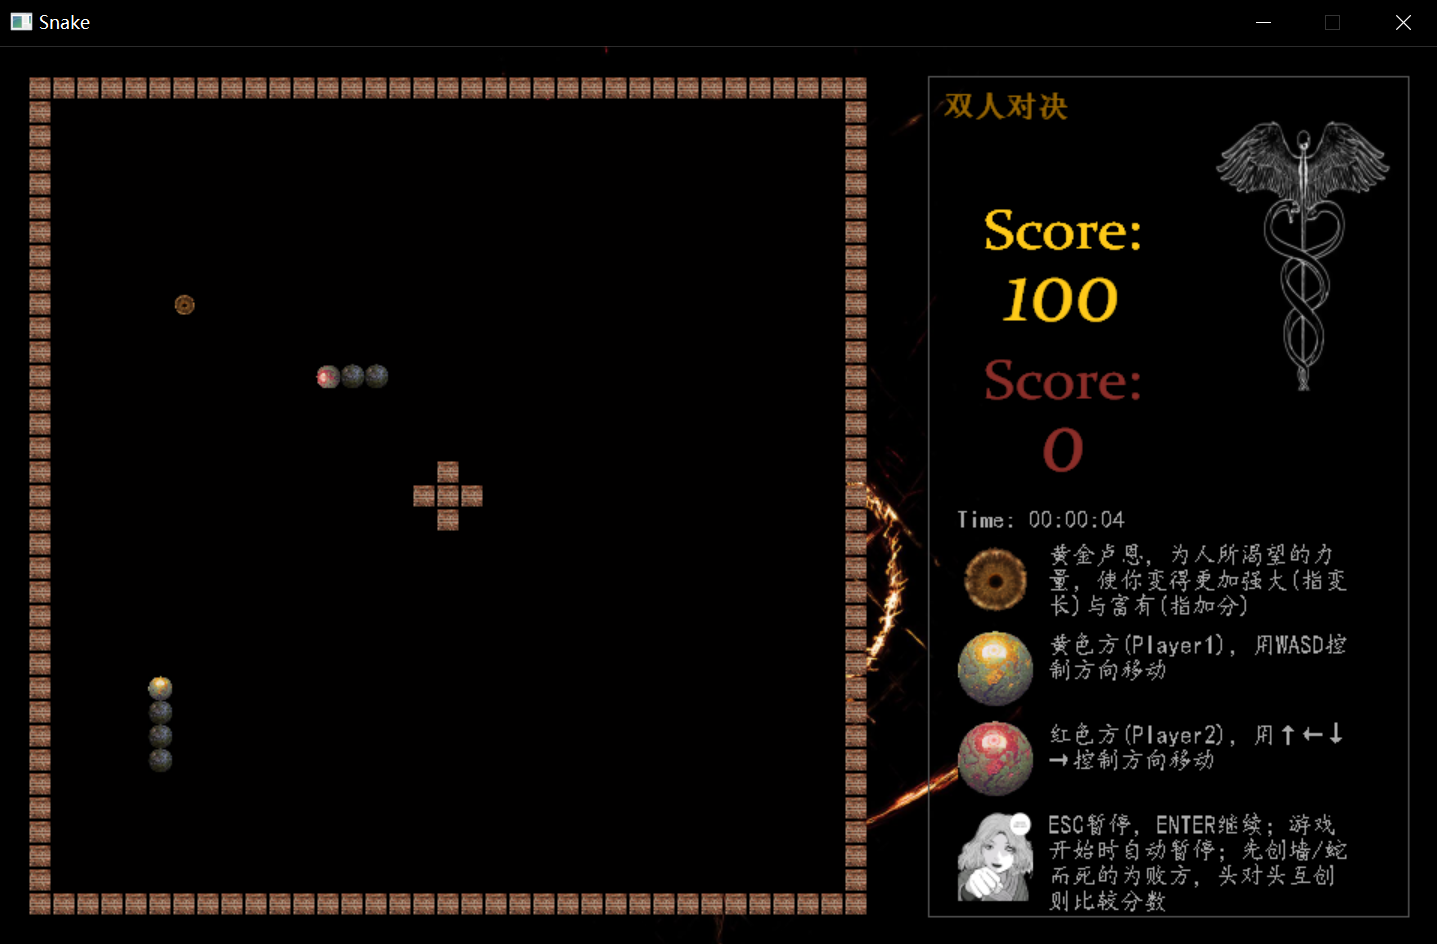 Snake
双人对决
Score:
100
Score:
0
Time: 00:00:04
黄金卢恩，为人所渴望的力
量，使你变得更加强大(指变
长)与富有(指加分)
黄色方(Player1)，用WASD控
制方向移动
红色方(Player2)，用↑←↓
→控制方向移动
ESC暂停，ENTER继续；游戏
开始时自动暂停；先创墙/蛇
而死的为败方，头对头互创
则比较分数